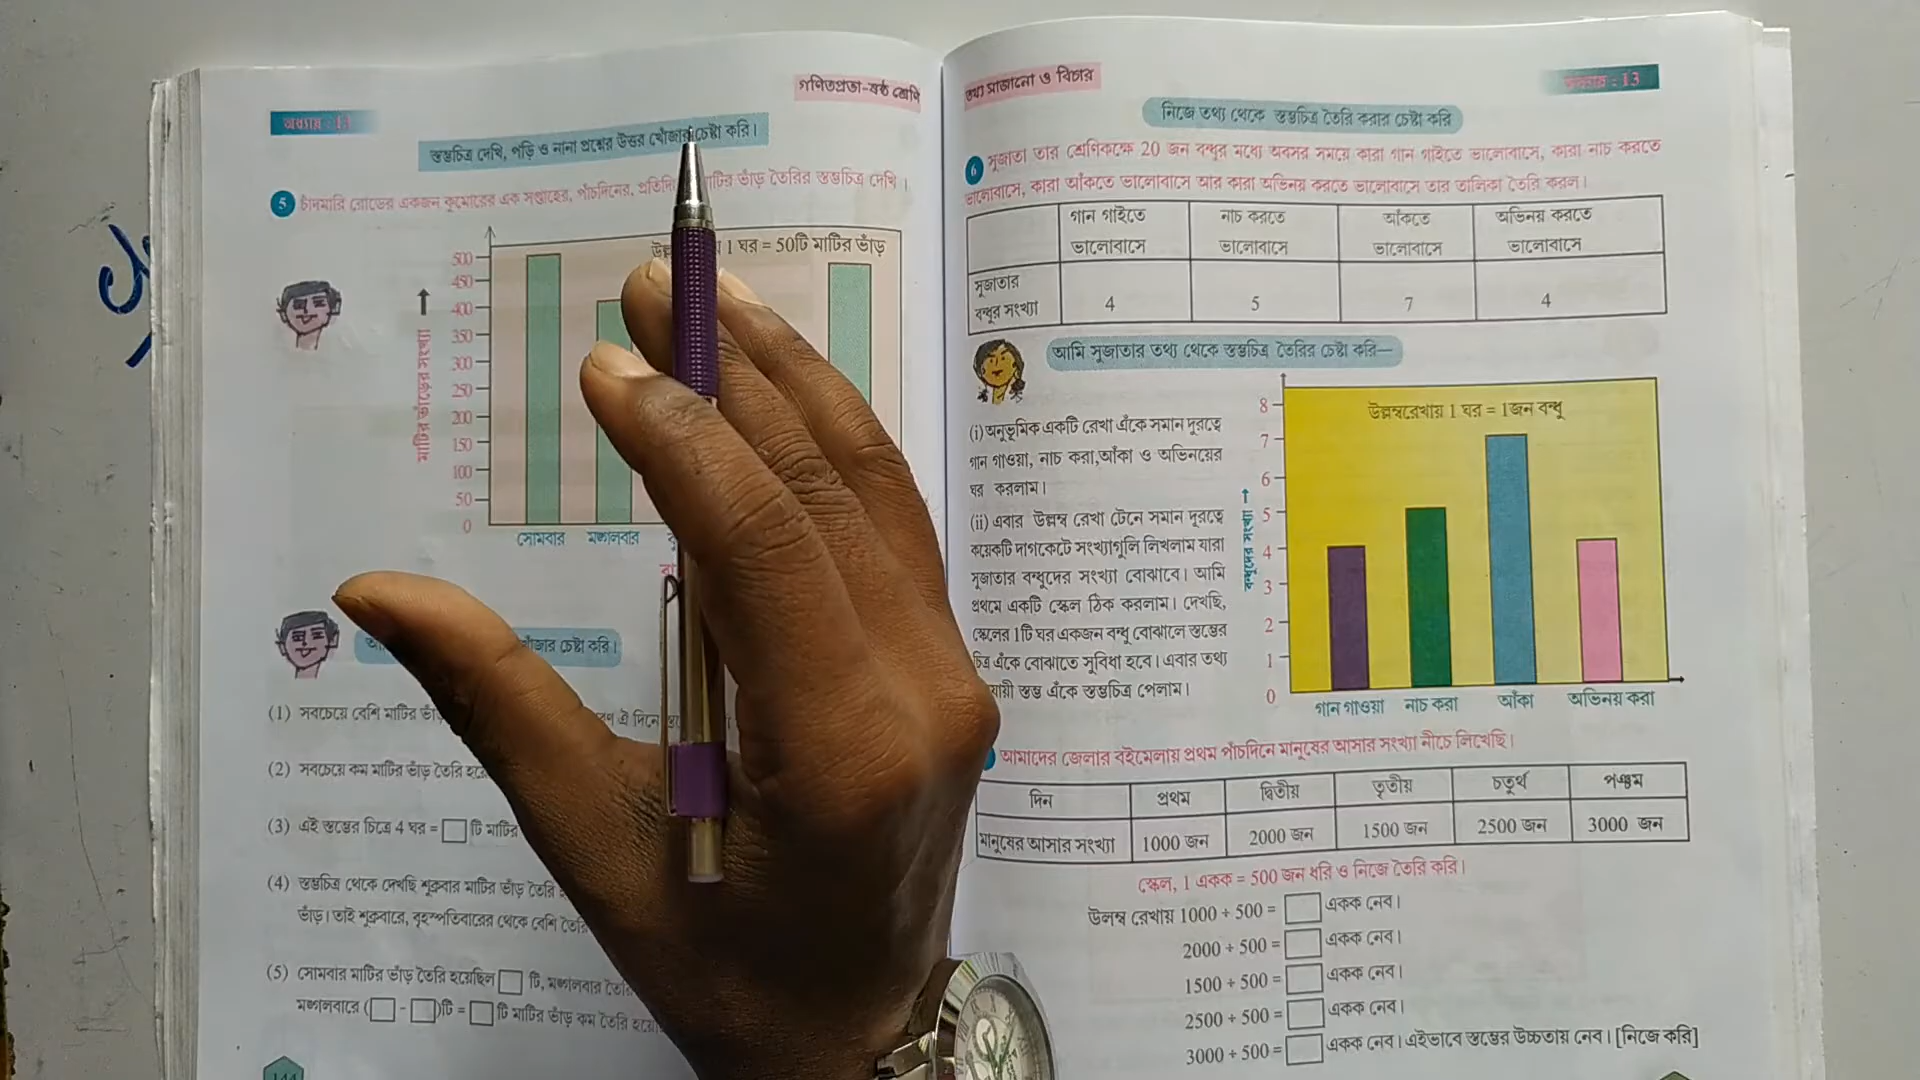 গণিতপ্রভা-ষষ্ঠ শ্রেণি
অধ্যায় : 13
স্তম্ভচিত্র দেখি, পড়ি ও নানা প্রশ্নের উত্তর খোঁজার চেষ্টা করি।
5 চাঁদমারি রোডের একজন কুমোরের এক সপ্তাহের, পাঁচদিনের, মাটির ভাঁড় তৈরির স্তম্ভচিত্র দেখি।
1 ঘর = 50টি মাটির ভাঁড়
মাটির ভাঁড়ের সংখ্যা
500
450
400
350
300
250
200
150
100
50
0
সোমবার মঙ্গলবার
খোঁজার চেষ্টা করি।
(1) সবচেয়ে বেশি মাটির ঐ দিনে
(2) সবচেয়ে কম মাটির ভাঁড় তৈরি
(3) এই স্তম্ভের চিত্রে 4 ঘর = টি মাটির
(4) স্তম্ভচিত্র থেকে দেখছি শুক্রবার মাটির ভাঁড় তৈরি
ভাঁড়। তাই শুক্রবারে, বৃহস্পতিবারের থেকে বেশি
(5) সোমবার মাটির ভাঁড় তৈরি হয়েছিল টি, মঙ্গলবার
মঙ্গলবারে ( - )টি = টি মাটির ভাঁড় কম তৈরি
তথ্য সাজানো ও বিচার
অধ্যায় : 13
নিজে তথ্য থেকে স্তম্ভচিত্র তৈরি করার চেষ্টা করি
6 সুজাতা তার শ্রেণিকক্ষে 20 জন বন্ধুর মধ্যে অবসর সময়ে কারা গান গাইতে ভালোবাসে, কারা নাচ করতে
ভালোবাসে, কারা আঁকতে ভালোবাসে আর কারা অভিনয় করতে ভালোবাসে তার তালিকা তৈরি করল।
গান গাইতে নাচ করতে আঁকতে অভিনয় করতে
ভালোবাসে ভালোবাসে ভালোবাসে ভালোবাসে
সুজাতার
বন্ধুর সংখ্যা 4 5 7 4
আমি সুজাতার তথ্য থেকে স্তম্ভচিত্র তৈরির চেষ্টা করি—
(i) অনুভূমিক একটি রেখা এঁকে সমান দূরত্বে
গান গাওয়া, নাচ করা,আঁকা ও অভিনয়ের
ঘর করলাম।
(ii) এবার উল্লম্ব রেখা টেনে সমান দূরত্বে
কয়েকটি দাগকেটে সংখ্যাগুলি লিখলাম যারা
সুজাতার বন্ধুদের সংখ্যা বোঝাবে। আমি
প্রথমে একটি স্কেল ঠিক করলাম। দেখছি,
স্কেলের 1টি ঘর একজন বন্ধু বোঝালে স্তম্ভের
চিত্র এঁকে বোঝাতে সুবিধা হবে। এবার তথ্য
যায়ী স্তম্ভ এঁকে স্তম্ভচিত্র পেলাম।
উল্লম্বরেখায় 1 ঘর = 1জন বন্ধু
বন্ধুদের সংখ্যা
8
7
6
5
4
3
2
1
0
গান গাওয়া নাচ করা আঁকা অভিনয় করা
আমাদের জেলার বইমেলায় প্রথম পাঁচদিনে মানুষের আসার সংখ্যা নীচে লিখেছি।
দিন প্রথম দ্বিতীয় তৃতীয় চতুর্থ পঞ্চম
মানুষের আসার সংখ্যা 1000 জন 2000 জন 1500 জন 2500 জন 3000 জন
স্কেল, 1 একক = 500 জন ধরি ও নিজে তৈরি করি।
উলম্ব রেখায় 1000 ÷ 500 = একক নেব।
2000 ÷ 500 = একক নেব।
1500 ÷ 500 = একক নেব।
2500 ÷ 500 = একক নেব।
3000 ÷ 500 = একক নেব। এইভাবে স্তম্ভের উচ্চতায় নেব। [নিজে করি]